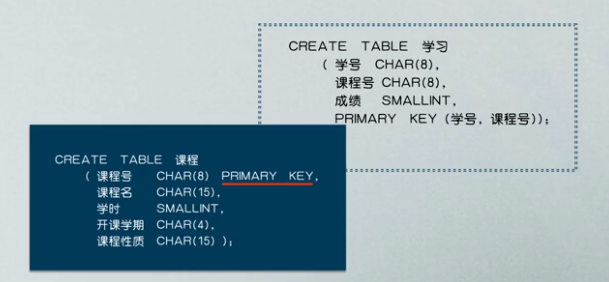 CREATE TABLE 学习
( 学号 CHAR(8),
课程号 CHAR(8),
成绩 SMALLINT,
PRIMARY KEY (学号, 课程号));
CREATE TABLE 课程
( 课程号 CHAR(8) PRIMARY KEY,
课程名 CHAR(15),
学时 SMALLINT,
开课学期 CHAR(4),
课程性质 CHAR(15) );